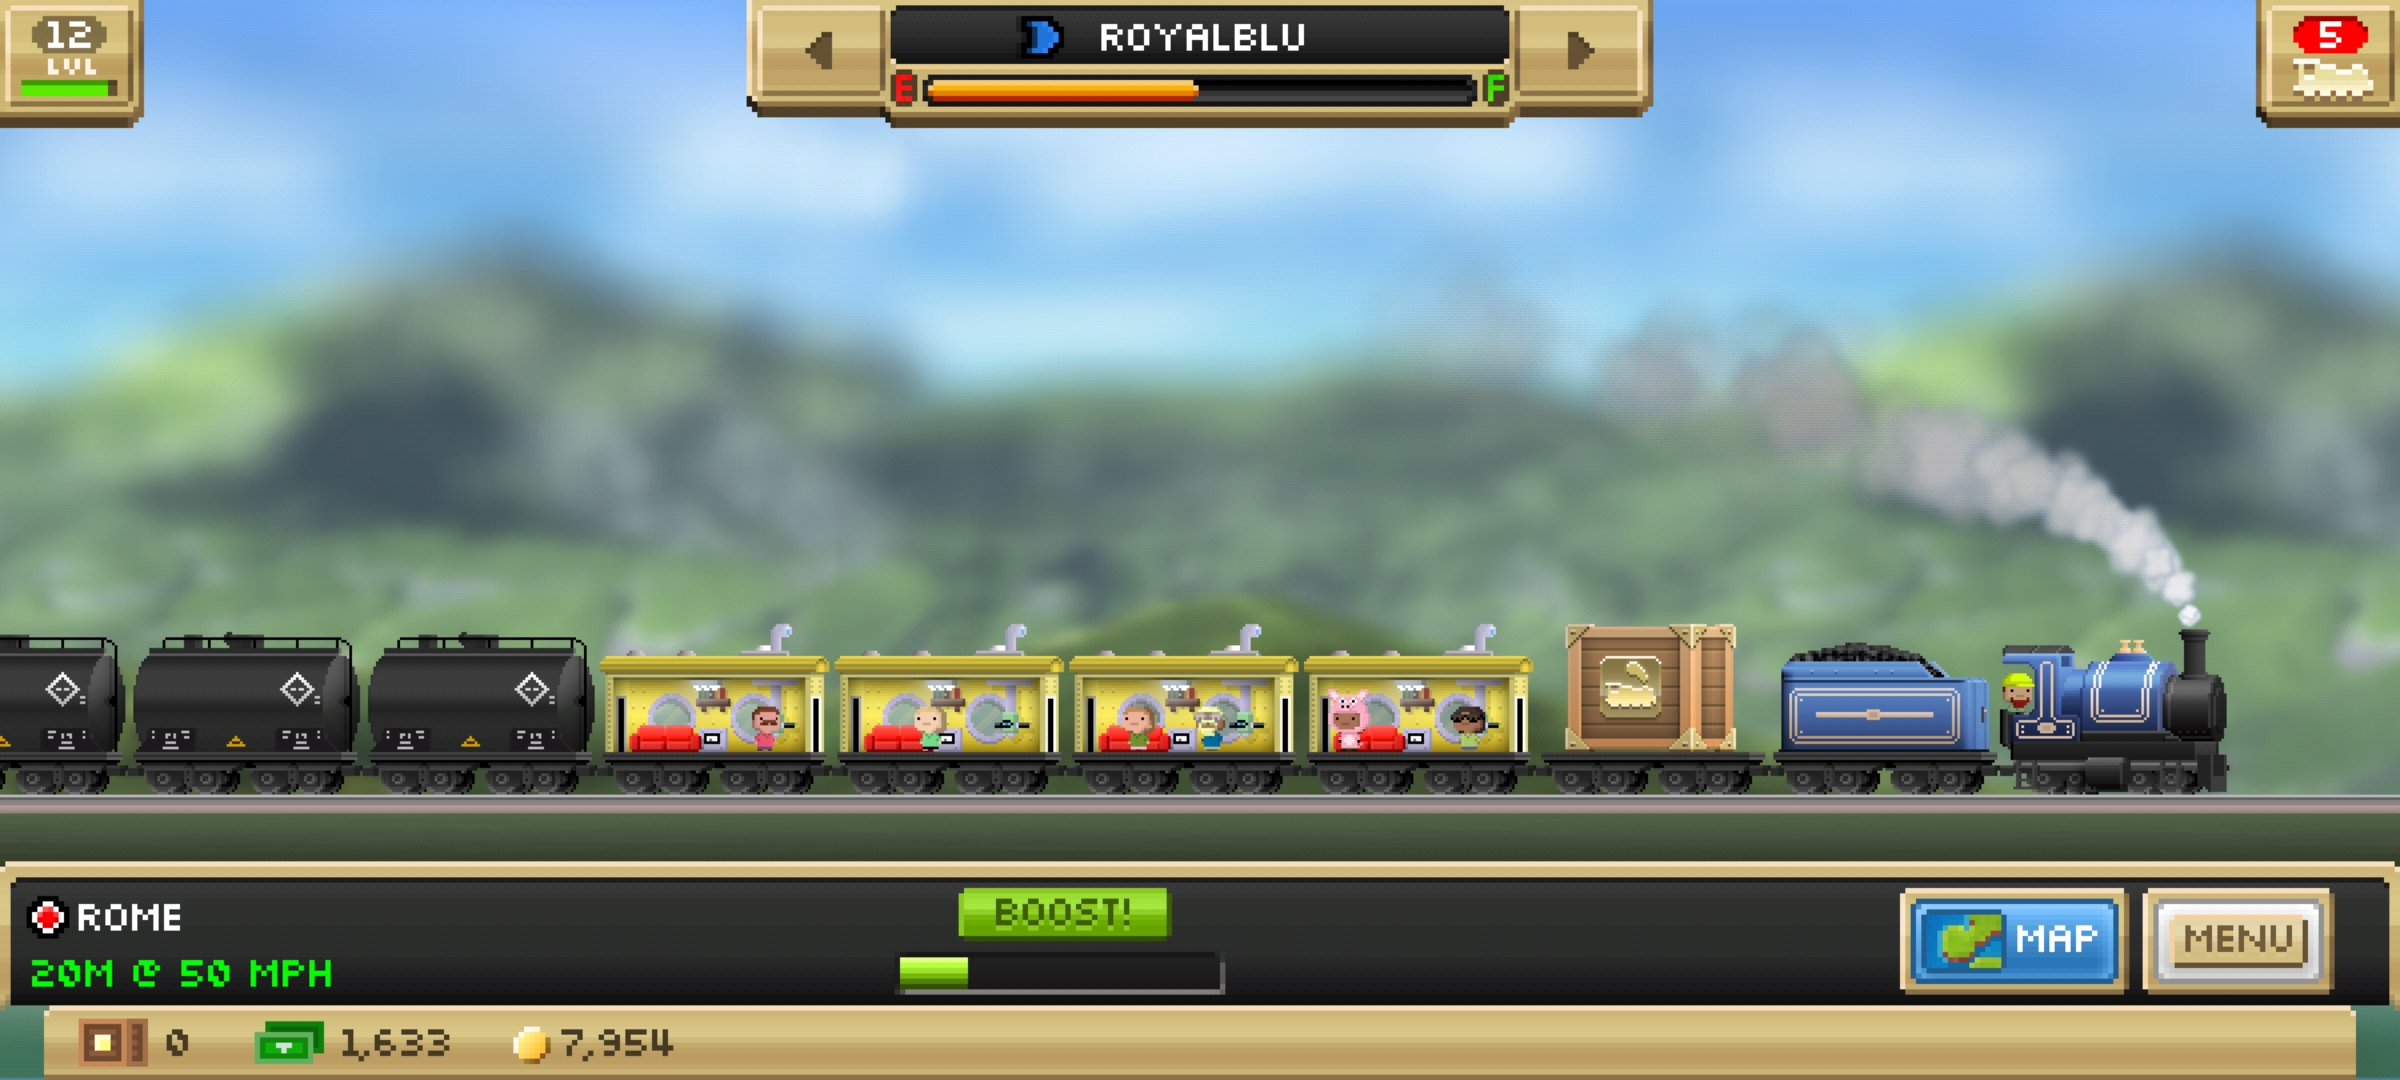 12
LVL
ROYALBLU
E F
5
ROME
20M @ 50 MPH
BOOST!
MAP
MENU
0
1,633
7,954